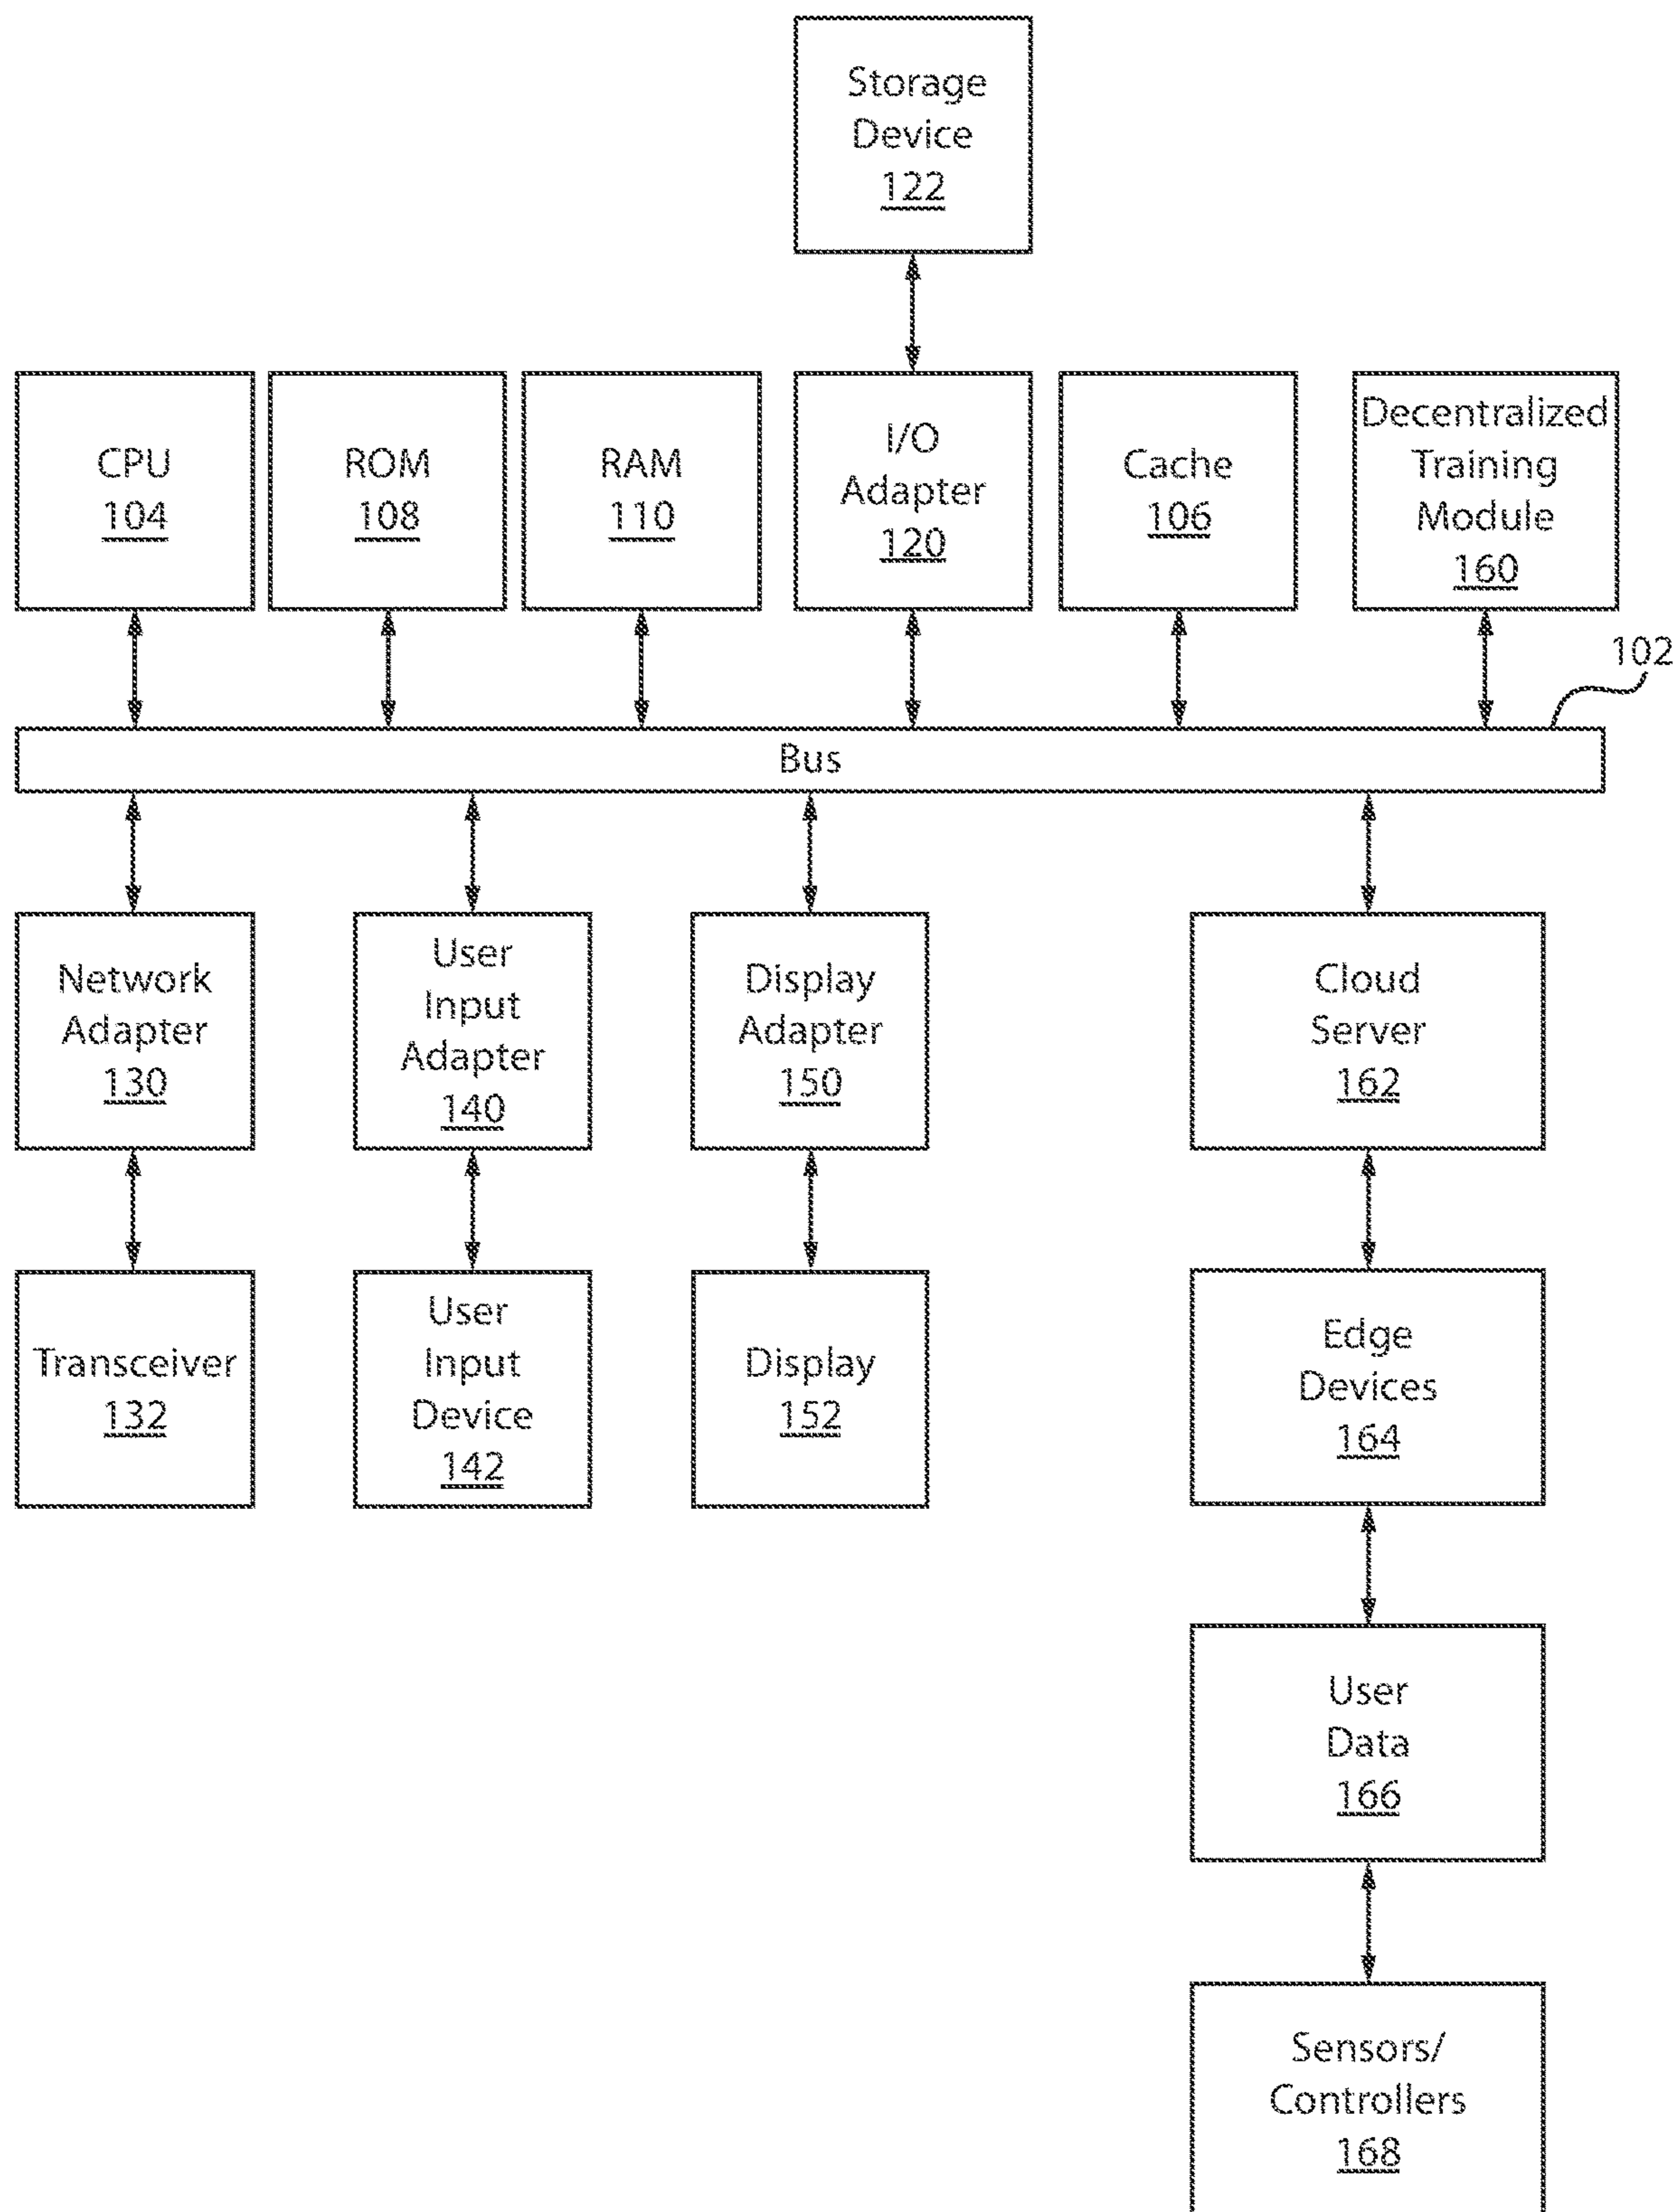 Storage
Device
122
CPU
104
ROM
108
RAM
110
I/O
Adapter
120
Cache
106
Decentralized
Training
Module
160
102
Bus
Network
Adapter
130
User
Input
Adapter
140
Display
Adapter
150
Cloud
Server
162
Transceiver
132
User
Input
Device
142
Display
152
Edge
Devices
164
User
Data
166
Sensors/
Controllers
168